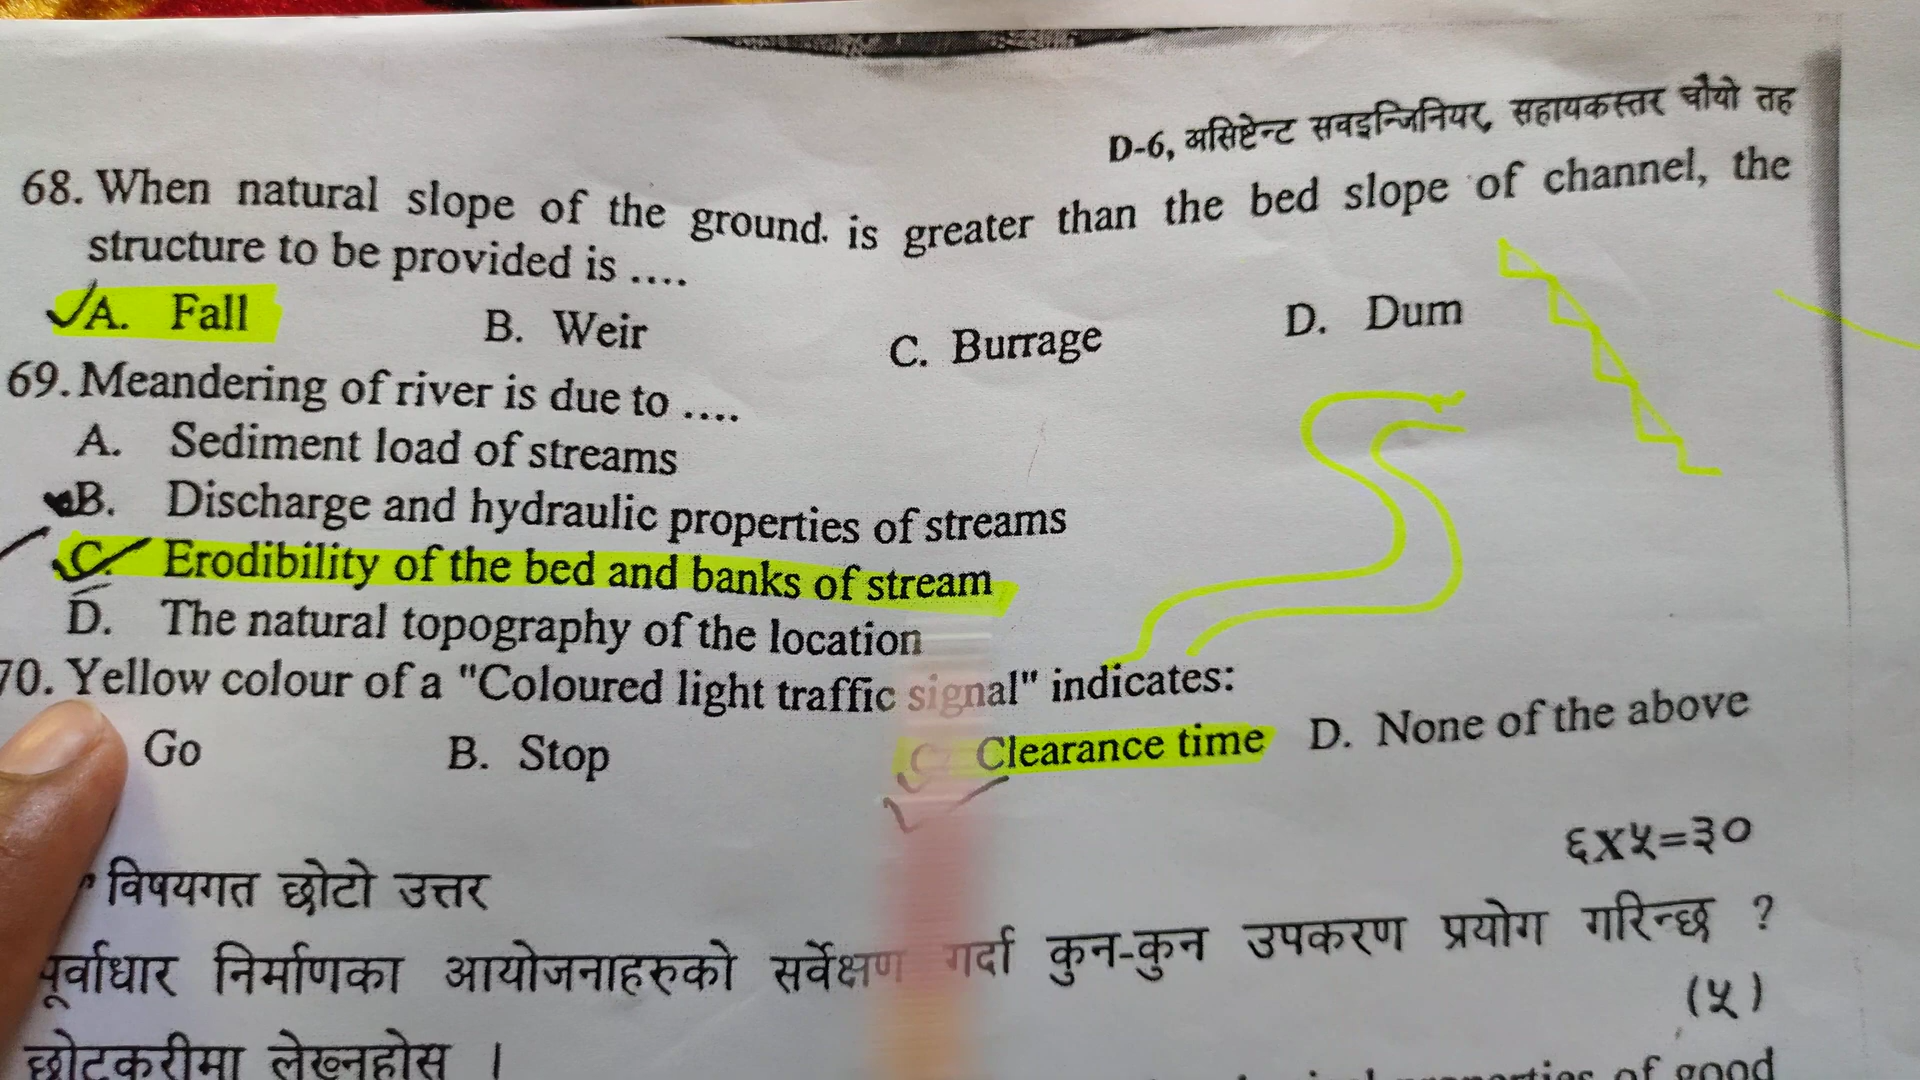 D-6, असिष्टेन्ट सवइन्जिनियर, सहायकस्तर चौयो तह
68. When natural slope of the ground. is greater than the bed slope of channel, the
structure to be provided is ....
A. Fall B. Weir C. Burrage D. Dum
69. Meandering of river is due to ....
A. Sediment load of streams
B. Discharge and hydraulic properties of streams
C. Erodibility of the bed and banks of stream
D. The natural topography of the location
70. Yellow colour of a "Coloured light traffic signal" indicates:
Go B. Stop C. Clearance time D. None of the above
६X५=३०
विषयगत छोटो उत्तर
पूर्वाधार निर्माणका आयोजनाहरुको सर्वेक्षण गर्दा कुन-कुन उपकरण प्रयोग गरिन्छ ?
(५)
छोटकरीमा लेख्नुहोस ।
properties of good